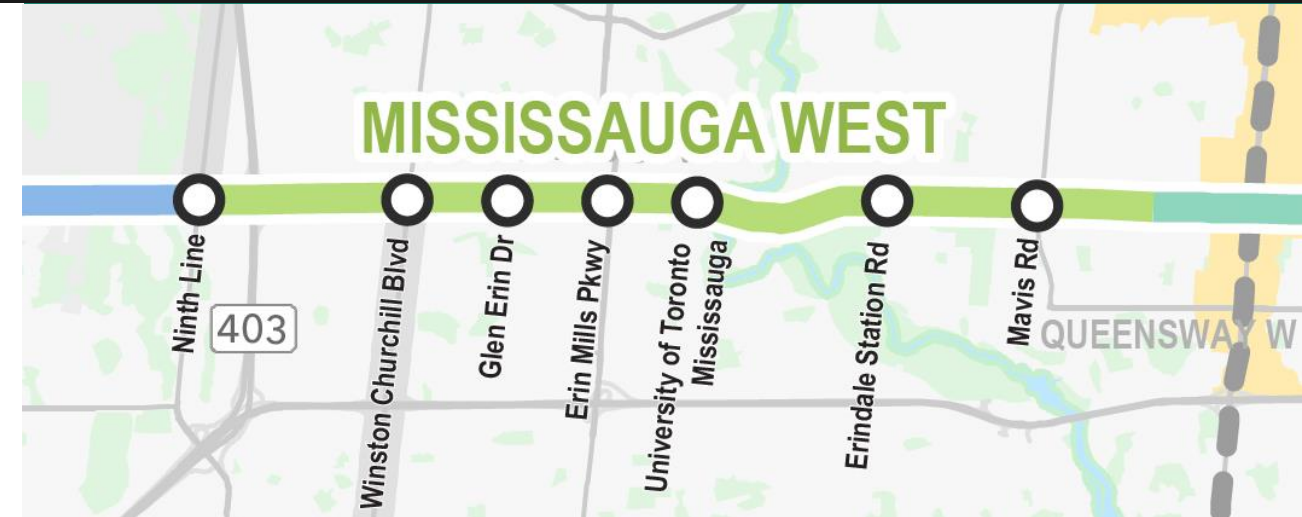 MISSISSAUGA WEST
Ninth Line
403
Winston Churchill Blvd
Glen Erin Dr
Erin Mills Pkwy
University of Toronto
Mississauga
Erindale Station Rd
Mavis Rd
QUEENSWAY W